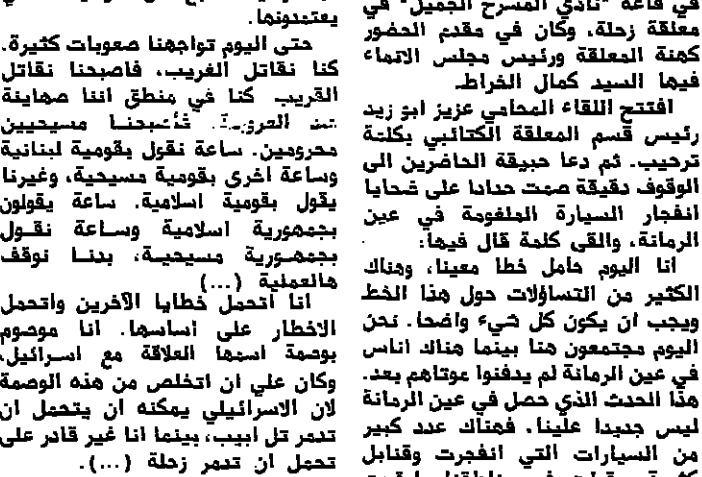 في قاعة "نادي المسرح الجميل" في
معلقة زحلة، وكان في مقدم الحضور
كهنة المعلقة ورئيس مجلس الانماء
فيها السيد كمال الخراط.
افتتح اللقاء المحامي عزيز ابو زيد
رئيس قسم المعلقة الكتائبي بكلمة
ترحيب. ثم دعا حبيقة الحاضرين الى
الوقوف دقيقة صمت حدادا على ضحايا
انفجار السيارة الملغومة في عين
الرمانة، والقى كلمة قال فيها:
انا اليوم حامل خطا معينا، وهناك
الكثير من التساؤلات حول هذا الخط
ويجب ان يكون كل شيء واضحا. نحن
اليوم مجتمعون هنا بينما هناك اناس
في عين الرمانة لم يدفنوا موتاهم بعد.
هذا الحدث الذي حصل في عين الرمانة
ليس جديدا علينا. فهناك عدد كبير
من السيارات التي انفجرت وقنابل
يعتمدونها.
حتى اليوم تواجهنا صعوبات كثيرة.
كنا نقاتل الغريب، فاصبحنا نقاتل
القريب كنا في منطق اننا صهاينة
ضد العروبة فأصبحنا مسيحيين
محرومين. ساعة نقول بقومية لبنانية
وساعة اخرى بقومية مسيحية، وغيرنا
يقول بقومية اسلامية. ساعة يقولون
بجمهورية اسلامية وساعة نقول
بجمهورية مسيحية، بدنا نوقف
هالعملية (...)
انا اتحمل خطايا الآخرين واتحمل
الاخطار على اساسها. انا موصوم
بوصمة اسمها العلاقة مع اسرائيل،
وكان علي ان اتخلص من هذه الوصمة
لان الاسرائيلي يمكنه ان يتحمل ان
تدمر تل ابيب، بينما انا غير قادر على
تحمل ان تدمر زحلة (...).